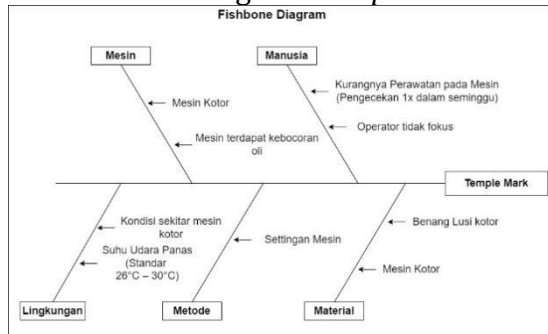 Fishbone Diagram
Mesin
Manusia
Mesin Kotor
Mesin terdapat kebocoran
oli
Kurangnya Perawatan pada Mesin
(Pengecekan 1x dalam seminggu)
Operator tidak fokus
Temple Mark
Kondisi sekitar mesin
kotor
Suhu Udara Panas
(Standar
26°C – 30°C)
Settingan Mesin
Benang Lusi kotor
Mesin Kotor
Lingkungan
Metode
Material